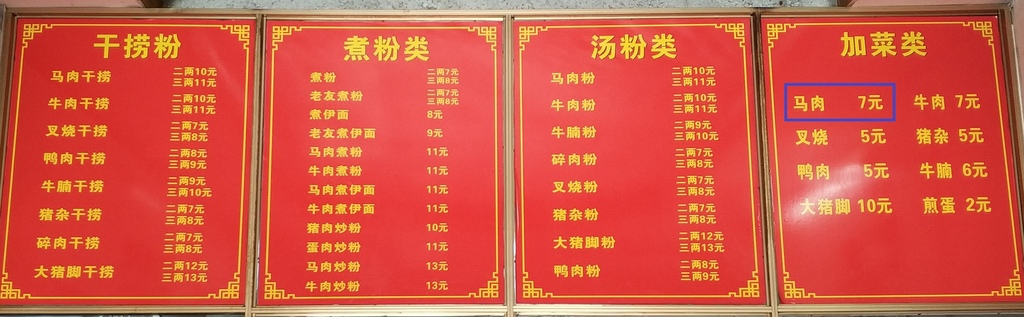 干捞粉
马肉干捞 二两10元
三两11元
牛肉干捞 二两10元
三两11元
叉烧干捞 二两7元
三两8元
鸭肉干捞 二两8元
三两9元
牛腩干捞 二两9元
三两10元
猪杂干捞 二两7元
三两8元
碎肉干捞 二两7元
三两8元
大猪脚干捞 二两12元
三两13元
煮粉类
煮粉 二两7元
三两8元
老友煮粉 二两7元
三两8元
煮伊面 8元
老友煮伊面 9元
马肉煮粉 11元
牛肉煮粉 11元
马肉煮伊面 11元
牛肉煮伊面 11元
猪肉炒粉 10元
蛋肉炒粉 11元
马肉炒粉 13元
牛肉炒粉 13元
汤粉类
马肉粉 二两10元
三两11元
牛肉粉 二两10元
三两11元
牛腩粉 二两9元
三两10元
碎肉粉 二两7元
三两8元
叉烧粉 二两7元
三两8元
猪杂粉 二两7元
三两8元
大猪脚粉 二两12元
三两13元
鸭肉粉 二两8元
三两9元
加菜类
马肉 7元 牛肉 7元
叉烧 5元 猪杂 5元
鸭肉 5元 牛腩 6元
大猪脚 10元 煎蛋 2元